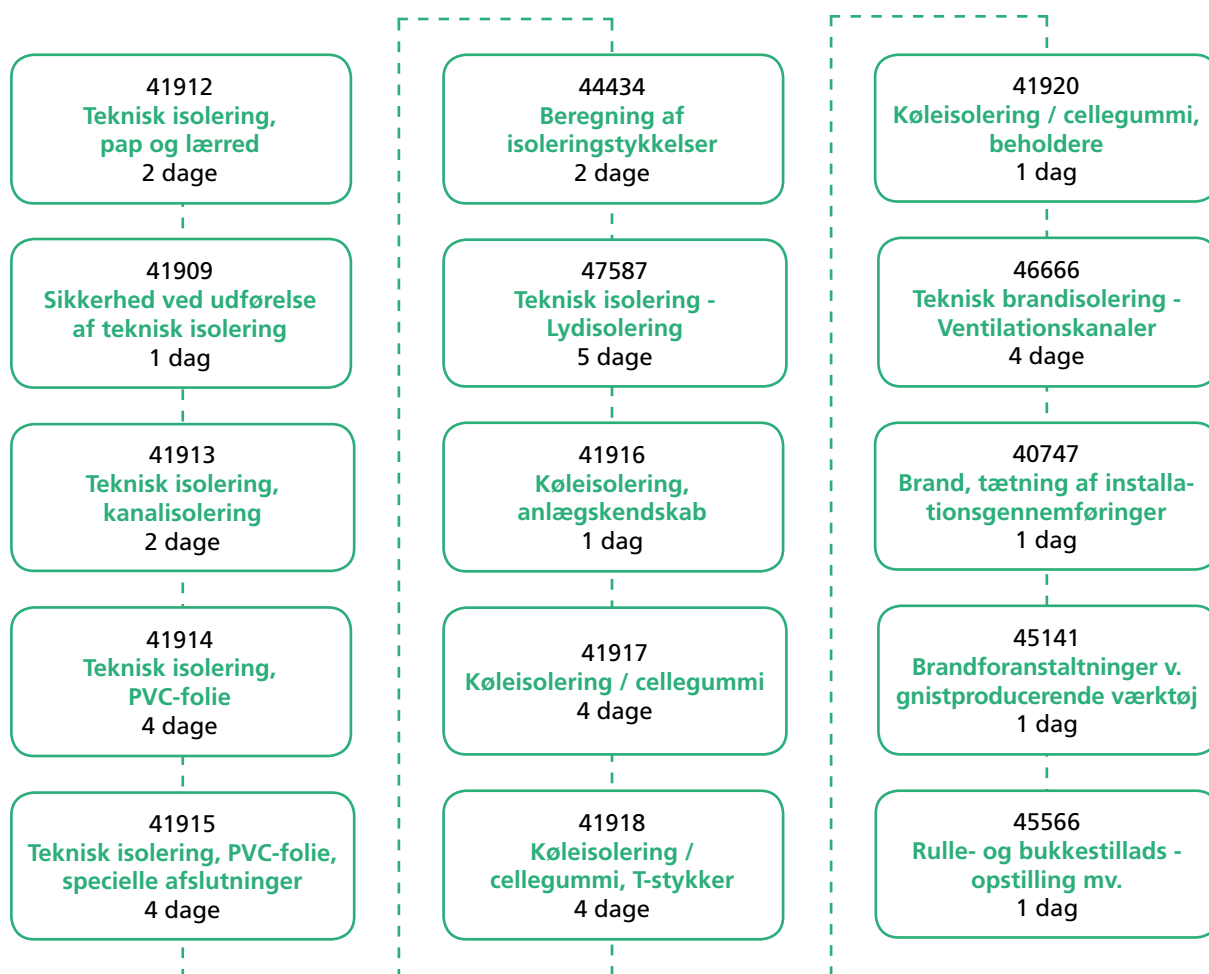 41912
Teknisk isolering,
pap og lærred
2 dage
41909
Sikkerhed ved udførelse
af teknisk isolering
1 dag
41913
Teknisk isolering,
kanalisolering
2 dage
41914
Teknisk isolering,
PVC-folie
4 dage
41915
Teknisk isolering, PVC-folie,
specielle afslutninger
4 dage
44434
Beregning af
isoleringstykkelser
2 dage
47587
Teknisk isolering -
Lydisolering
5 dage
41916
Køleisolering,
anlægskendskab
1 dag
41917
Køleisolering / cellegummi
4 dage
41918
Køleisolering /
cellegummi, T-stykker
4 dage
41920
Køleisolering / cellegummi,
beholdere
1 dag
46666
Teknisk brandisolering -
Ventilationskanaler
4 dage
40747
Brand, tætning af installa-
tionsgennemføringer
1 dag
45141
Brandforanstaltninger v.
gnistproducerende værktøj
1 dag
45566
Rulle- og bukkestillads -
opstilling mv.
1 dag